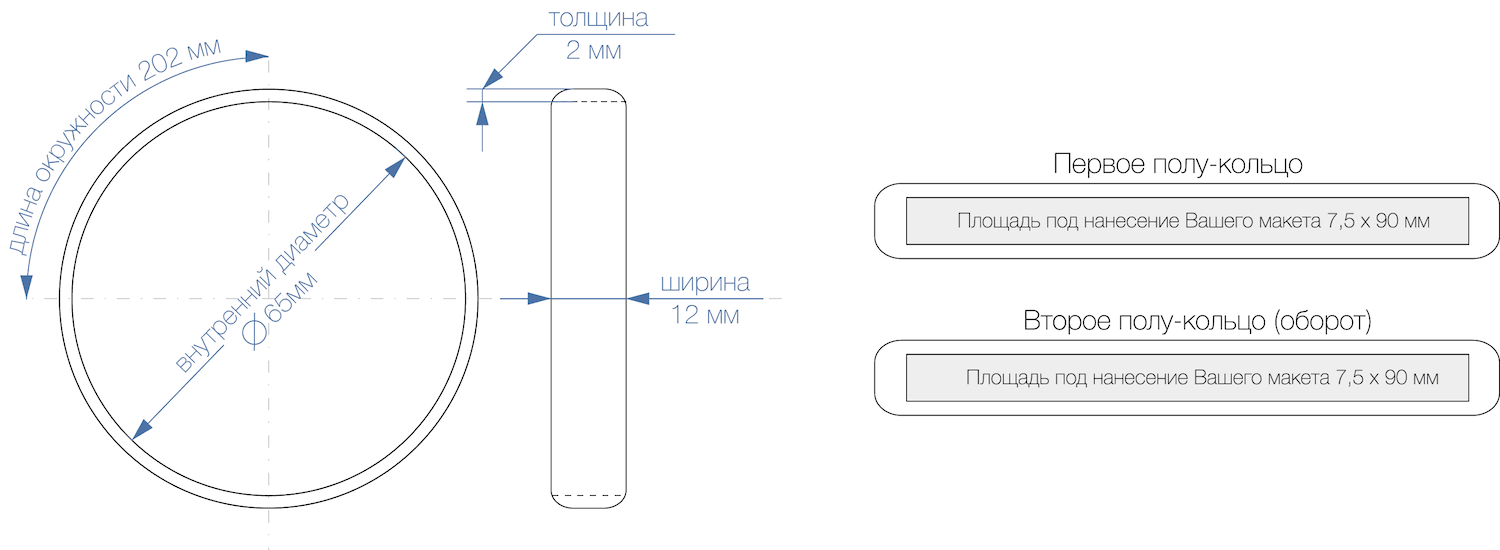 длина окружности 202 мм
внутренний диаметр
Ø 65мм
толщина
2 мм
ширина
12 мм
Первое полу-кольцо
Площадь под нанесение Вашего макета 7,5 х 90 мм
Второе полу-кольцо (оборот)
Площадь под нанесение Вашего макета 7,5 х 90 мм